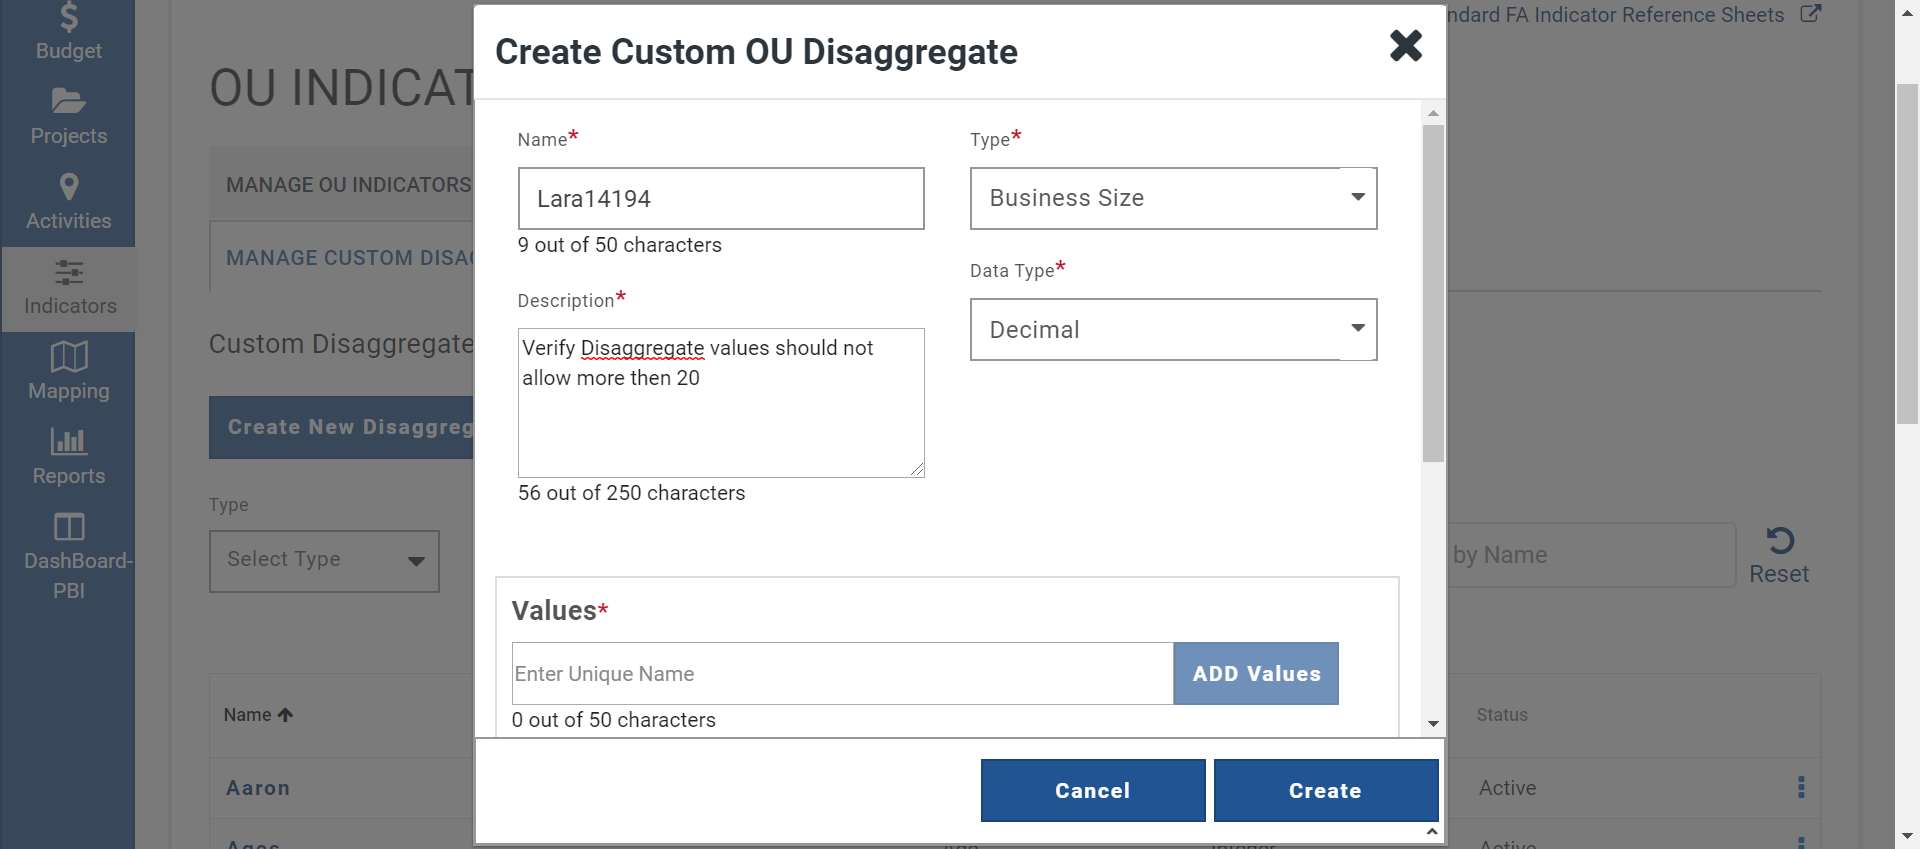 Budget
Projects
Activities
Indicators
Mapping
Reports
DashBoard-
PBI
ndard FA Indicator Reference Sheets
OU INDICAT
MANAGE OU INDICATORS
MANAGE CUSTOM DISA
Custom Disaggregate
Create New Disaggreg
Type
Select Type
by Name
Reset
Name
Status
Aaron
Active
Ages
Age
Integer
Active
Create Custom OU Disaggregate
Name*
Lara14194
9 out of 50 characters
Type*
Business Size
Data Type*
Decimal
Description*
Verify Disaggregate values should not
allow more then 20
56 out of 250 characters
Values*
Enter Unique Name
ADD Values
0 out of 50 characters
Cancel
Create